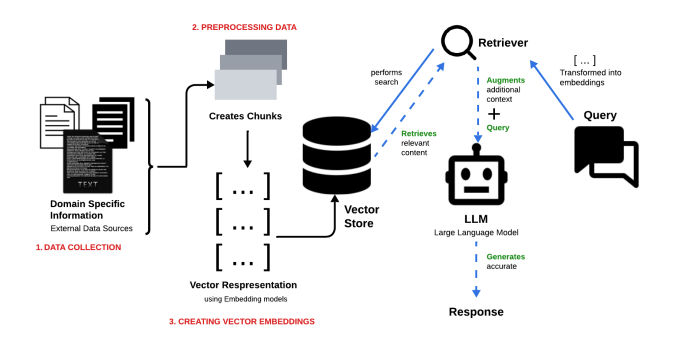 2. PREPROCESSING DATA
Creates Chunks
TEXT
Domain Specific
Information
External Data Sources
1. DATA COLLECTION
[ ... ]
[ ... ]
[ ... ]
Vector Respresentation
using Embedding models
3. CREATING VECTOR EMBEDDINGS
Vector
Store
performs
search
Retrieves
relevant
content
Retriever
Augments
additional
context
+
Query
[ ... ]
Transformed into
embeddings
Query
LLM
Large Language Model
Generates
accurate
Response